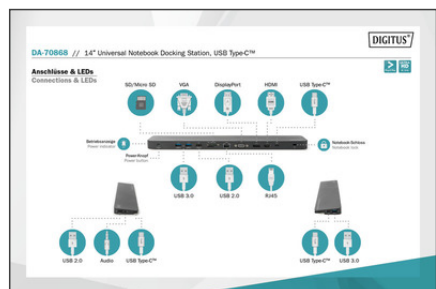 DIGITUS®
DA-70868 // 14" Universal Notebook Docking Station, USB Type-C™
Anschlüsse & LEDs
Connections & LEDs
SD/Micro SD
VGA
DisplayPort
HDMI
USB Type-C™
Betriebsanzeige
Power indicator
Notebook-Schloss
Notebook lock
Power-Knopf
Power button
USB 3.0
USB 2.0
RJ45
USB 2.0
Audio
USB Type-C™
USB Type-C™
USB 3.0